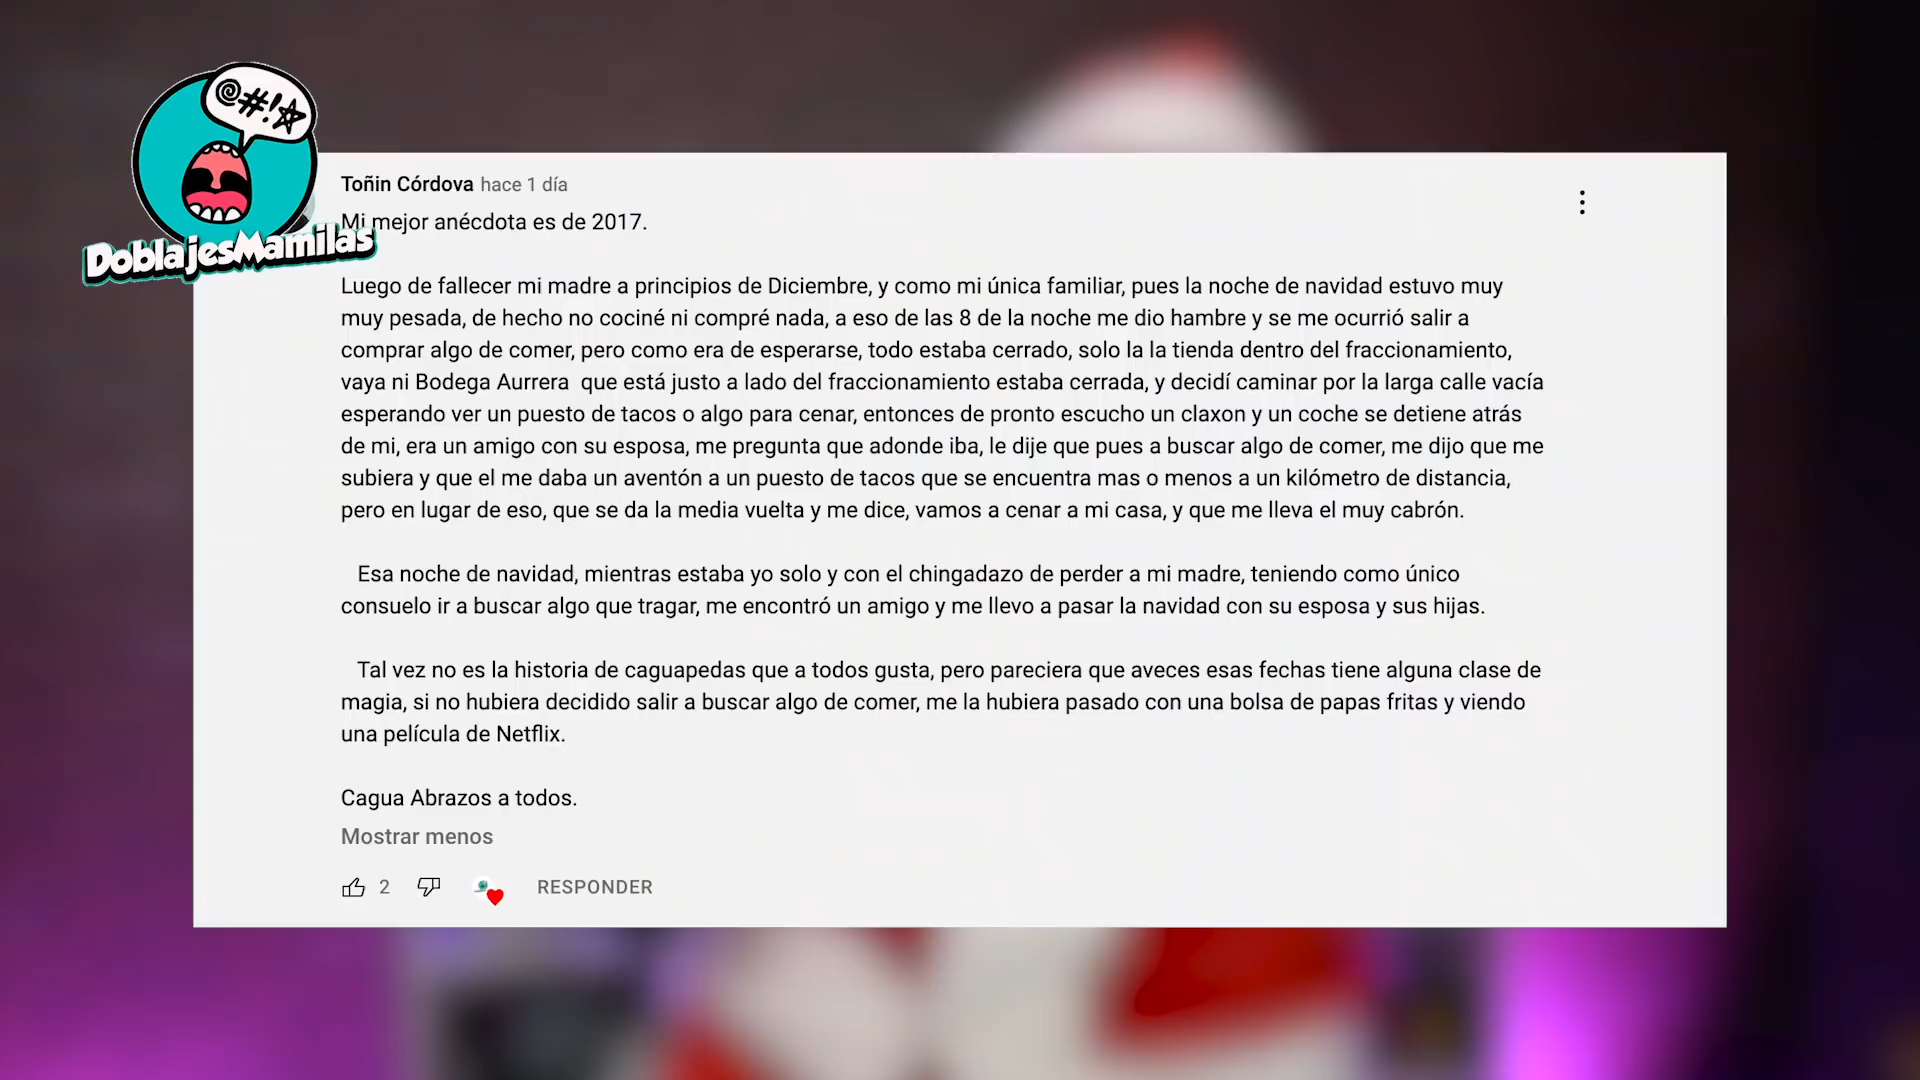 @#!☆
DoblajesMamilas
Toñin Córdova hace 1 día
Mi mejor anécdota es de 2017.
Luego de fallecer mi madre a principios de Diciembre, y como mi única familiar, pues la noche de navidad estuvo muy
muy pesada, de hecho no cociné ni compré nada, a eso de las 8 de la noche me dio hambre y se me ocurrió salir a
comprar algo de comer, pero como era de esperarse, todo estaba cerrado, solo la la tienda dentro del fraccionamiento,
vaya ni Bodega Aurrera  que está justo a lado del fraccionamiento estaba cerrada, y decidí caminar por la larga calle vacía
esperando ver un puesto de tacos o algo para cenar, entonces de pronto escucho un claxon y un coche se detiene atrás
de mi, era un amigo con su esposa, me pregunta que adonde iba, le dije que pues a buscar algo de comer, me dijo que me
subiera y que el me daba un aventón a un puesto de tacos que se encuentra mas o menos a un kilómetro de distancia,
pero en lugar de eso, que se da la media vuelta y me dice, vamos a cenar a mi casa, y que me lleva el muy cabrón.
Esa noche de navidad, mientras estaba yo solo y con el chingadazo de perder a mi madre, teniendo como único
consuelo ir a buscar algo que tragar, me encontró un amigo y me llevo a pasar la navidad con su esposa y sus hijas.
Tal vez no es la historia de caguapedas que a todos gusta, pero pareciera que aveces esas fechas tiene alguna clase de
magia, si no hubiera decidido salir a buscar algo de comer, me la hubiera pasado con una bolsa de papas fritas y viendo
una película de Netflix.
Cagua Abrazos a todos.
Mostrar menos
2 RESPONDER